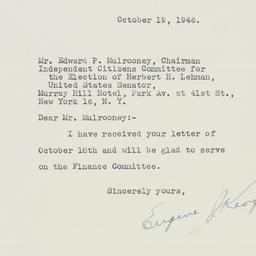 October 19, 1946.
Mr. Edward P. Mulrooney, Chairman
Independent Citizens Committee for
the Election of Herbert H. Lehman,
United States Senator,
Murray Hill Hotel, Park Av. at 41st St.,
New York 16, N. Y.
Dear Mr. Mulrooney:-
I have received your letter of
October 18th and will be glad to serve
on the Finance Committee.
Sincerely yours,
Eugene J.